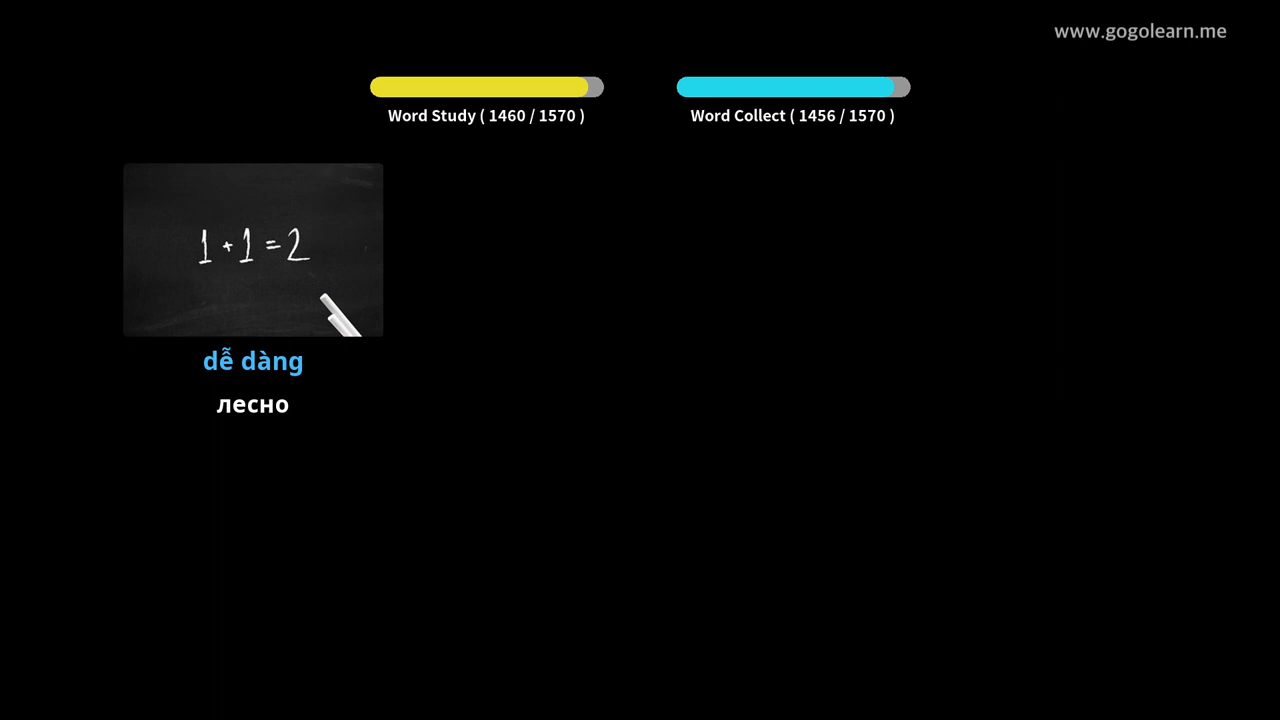 www.gogolearn.me
Word Study ( 1460 / 1570 )
Word Collect ( 1456 / 1570 )
1 + 1 = 2
dễ dàng
лесно